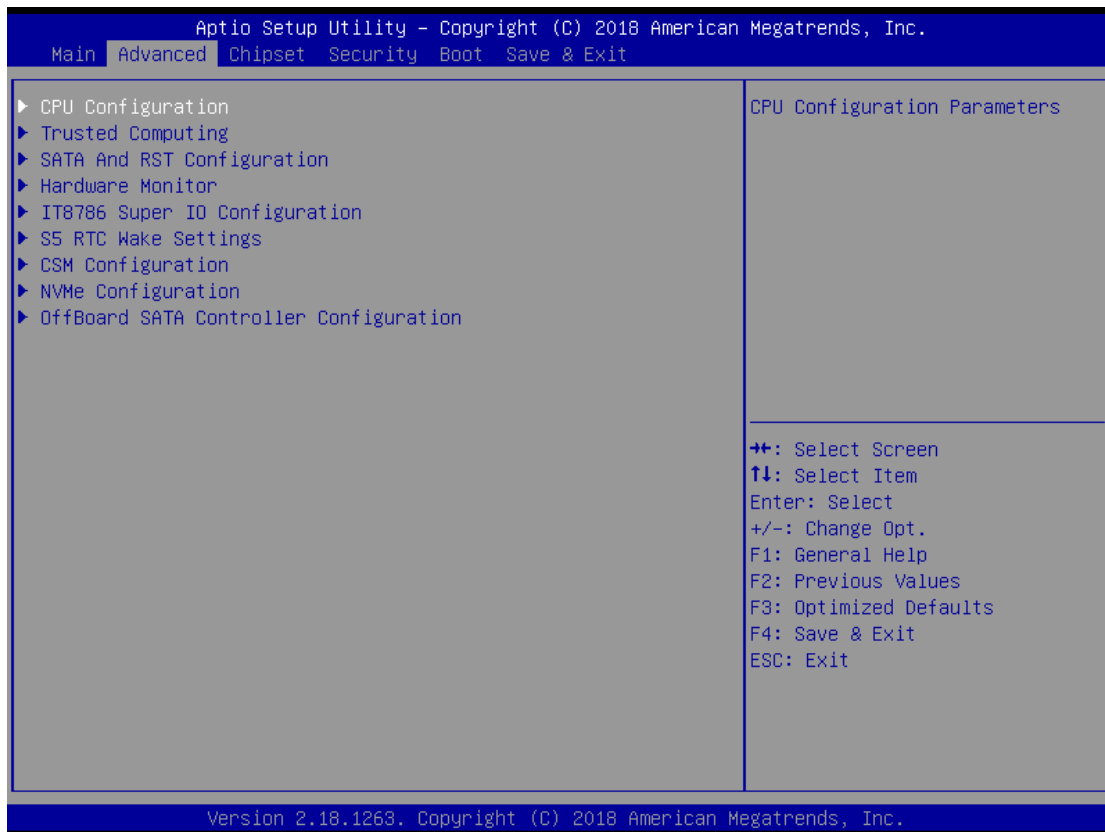 Aptio Setup Utility – Copyright (C) 2018 American Megatrends, Inc.
Main Advanced Chipset Security Boot Save & Exit
▶ CPU Configuration
▶ Trusted Computing
▶ SATA And RST Configuration
▶ Hardware Monitor
▶ IT8786 Super IO Configuration
▶ S5 RTC Wake Settings
▶ CSM Configuration
▶ NVMe Configuration
▶ OffBoard SATA Controller Configuration
CPU Configuration Parameters
→←: Select Screen
↑↓: Select Item
Enter: Select
+/-: Change Opt.
F1: General Help
F2: Previous Values
F3: Optimized Defaults
F4: Save & Exit
ESC: Exit
Version 2.18.1263. Copyright (C) 2018 American Megatrends, Inc.